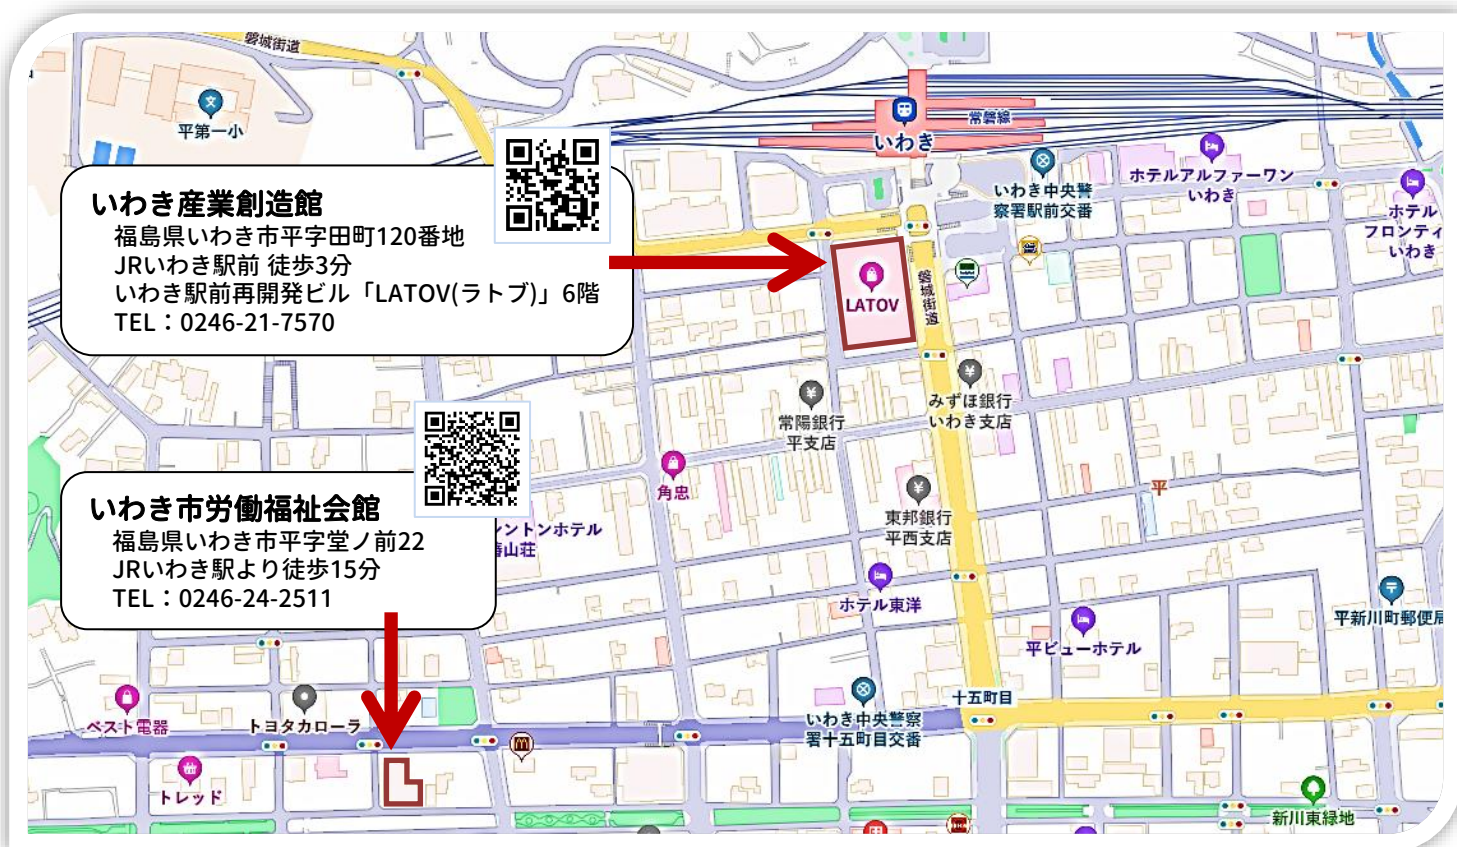 磐城街道
平第一小
いわき
常磐線
いわき中央警
察署駅前交番
ホテルアルファーワン
いわき
ホテル
フロンティ
いわき
いわき産業創造館
福島県いわき市平字田町120番地
JRいわき駅前 徒歩3分
いわき駅前再開発ビル「LATOV(ラトブ)」6階
TEL：0246-21-7570
LATOV
磐城街道
常陽銀行
平支店
みずほ銀行
いわき支店
角忠
東邦銀行
平西支店
平
いわき市労働福祉会館
福島県いわき市平字堂ノ前22
JRいわき駅より徒歩15分
TEL：0246-24-2511
ントンホテル
山荘
ホテル東洋
平ビューホテル
平新川町郵便局
ベスト電器
トヨタカローラ
いわき中央警察
署十五町目交番
十五町目
トレッド
新川東緑地